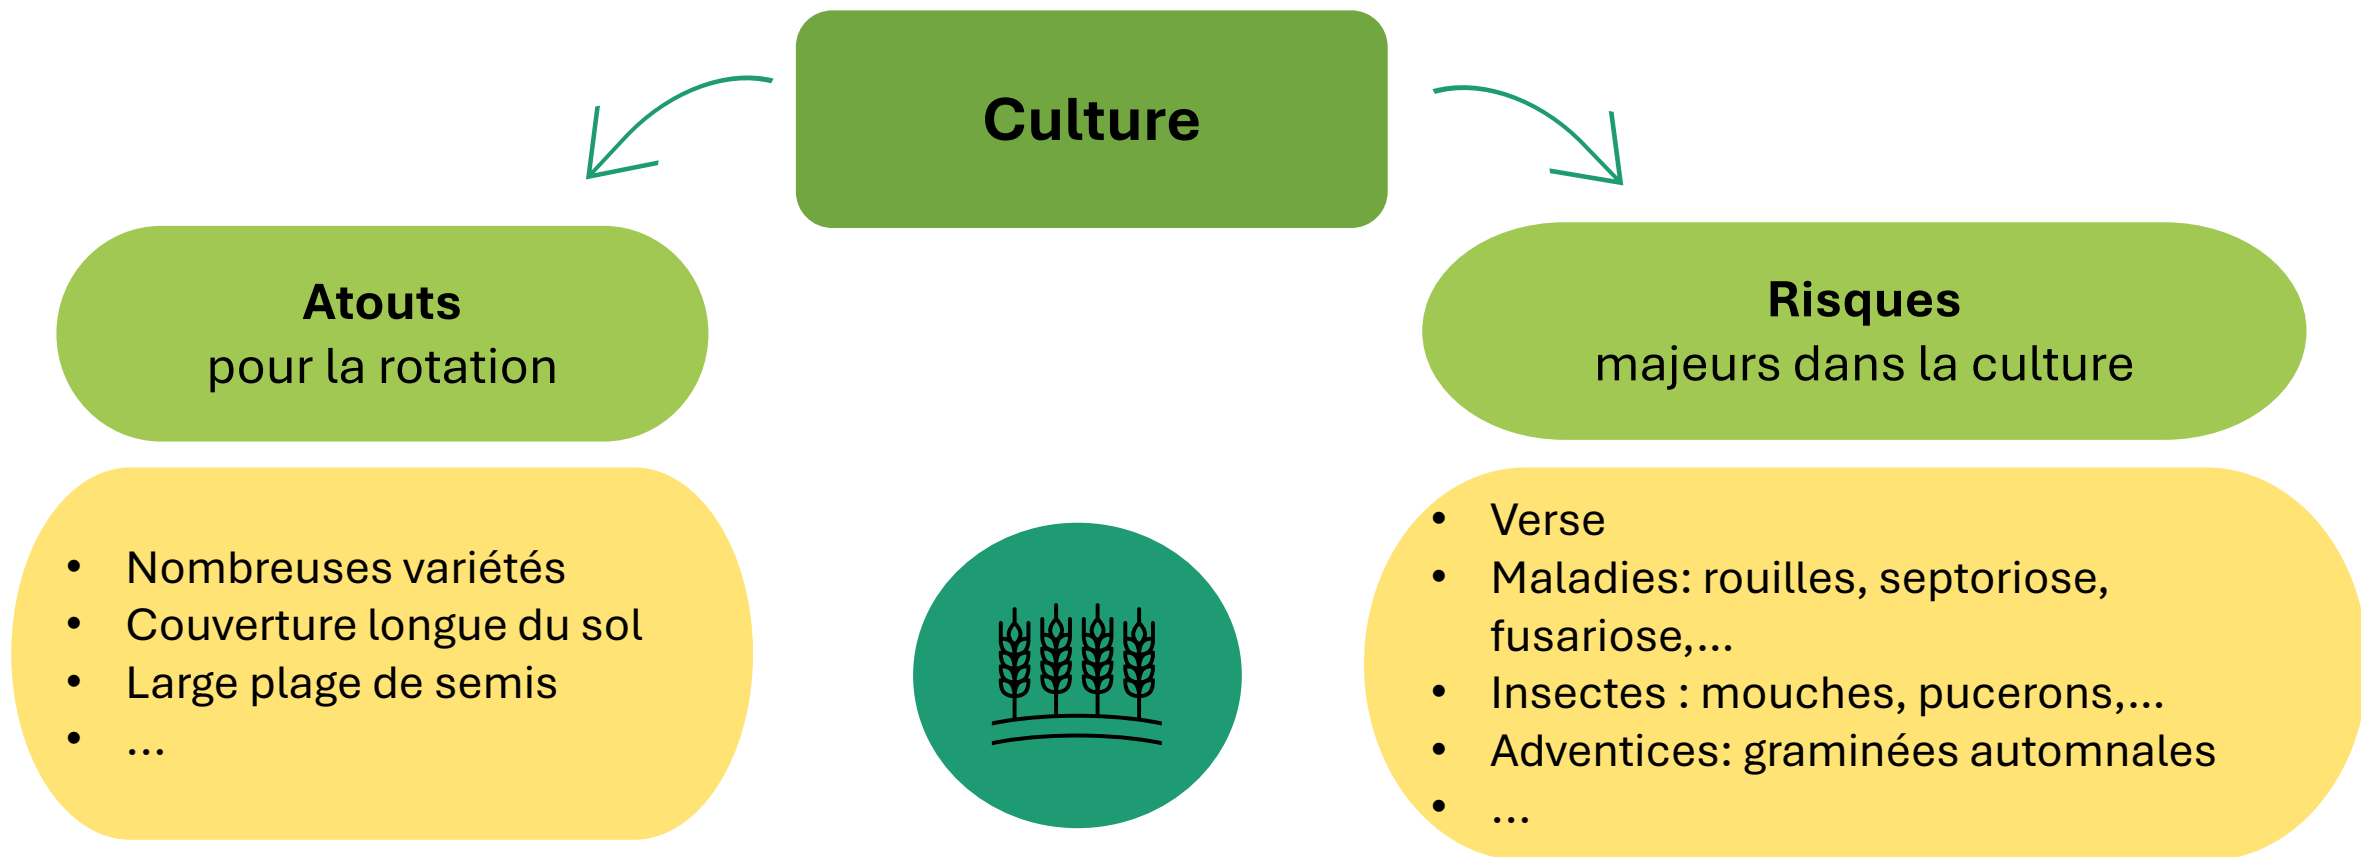 Culture
Atouts
pour la rotation
• Nombreuses variétés
• Couverture longue du sol
• Large plage de semis
• ...
Risques
majeurs dans la culture
• Verse
• Maladies: rouilles, septoriose,
fusariose,...
• Insectes : mouches, pucerons,...
• Adventices: graminées automnales
• ...